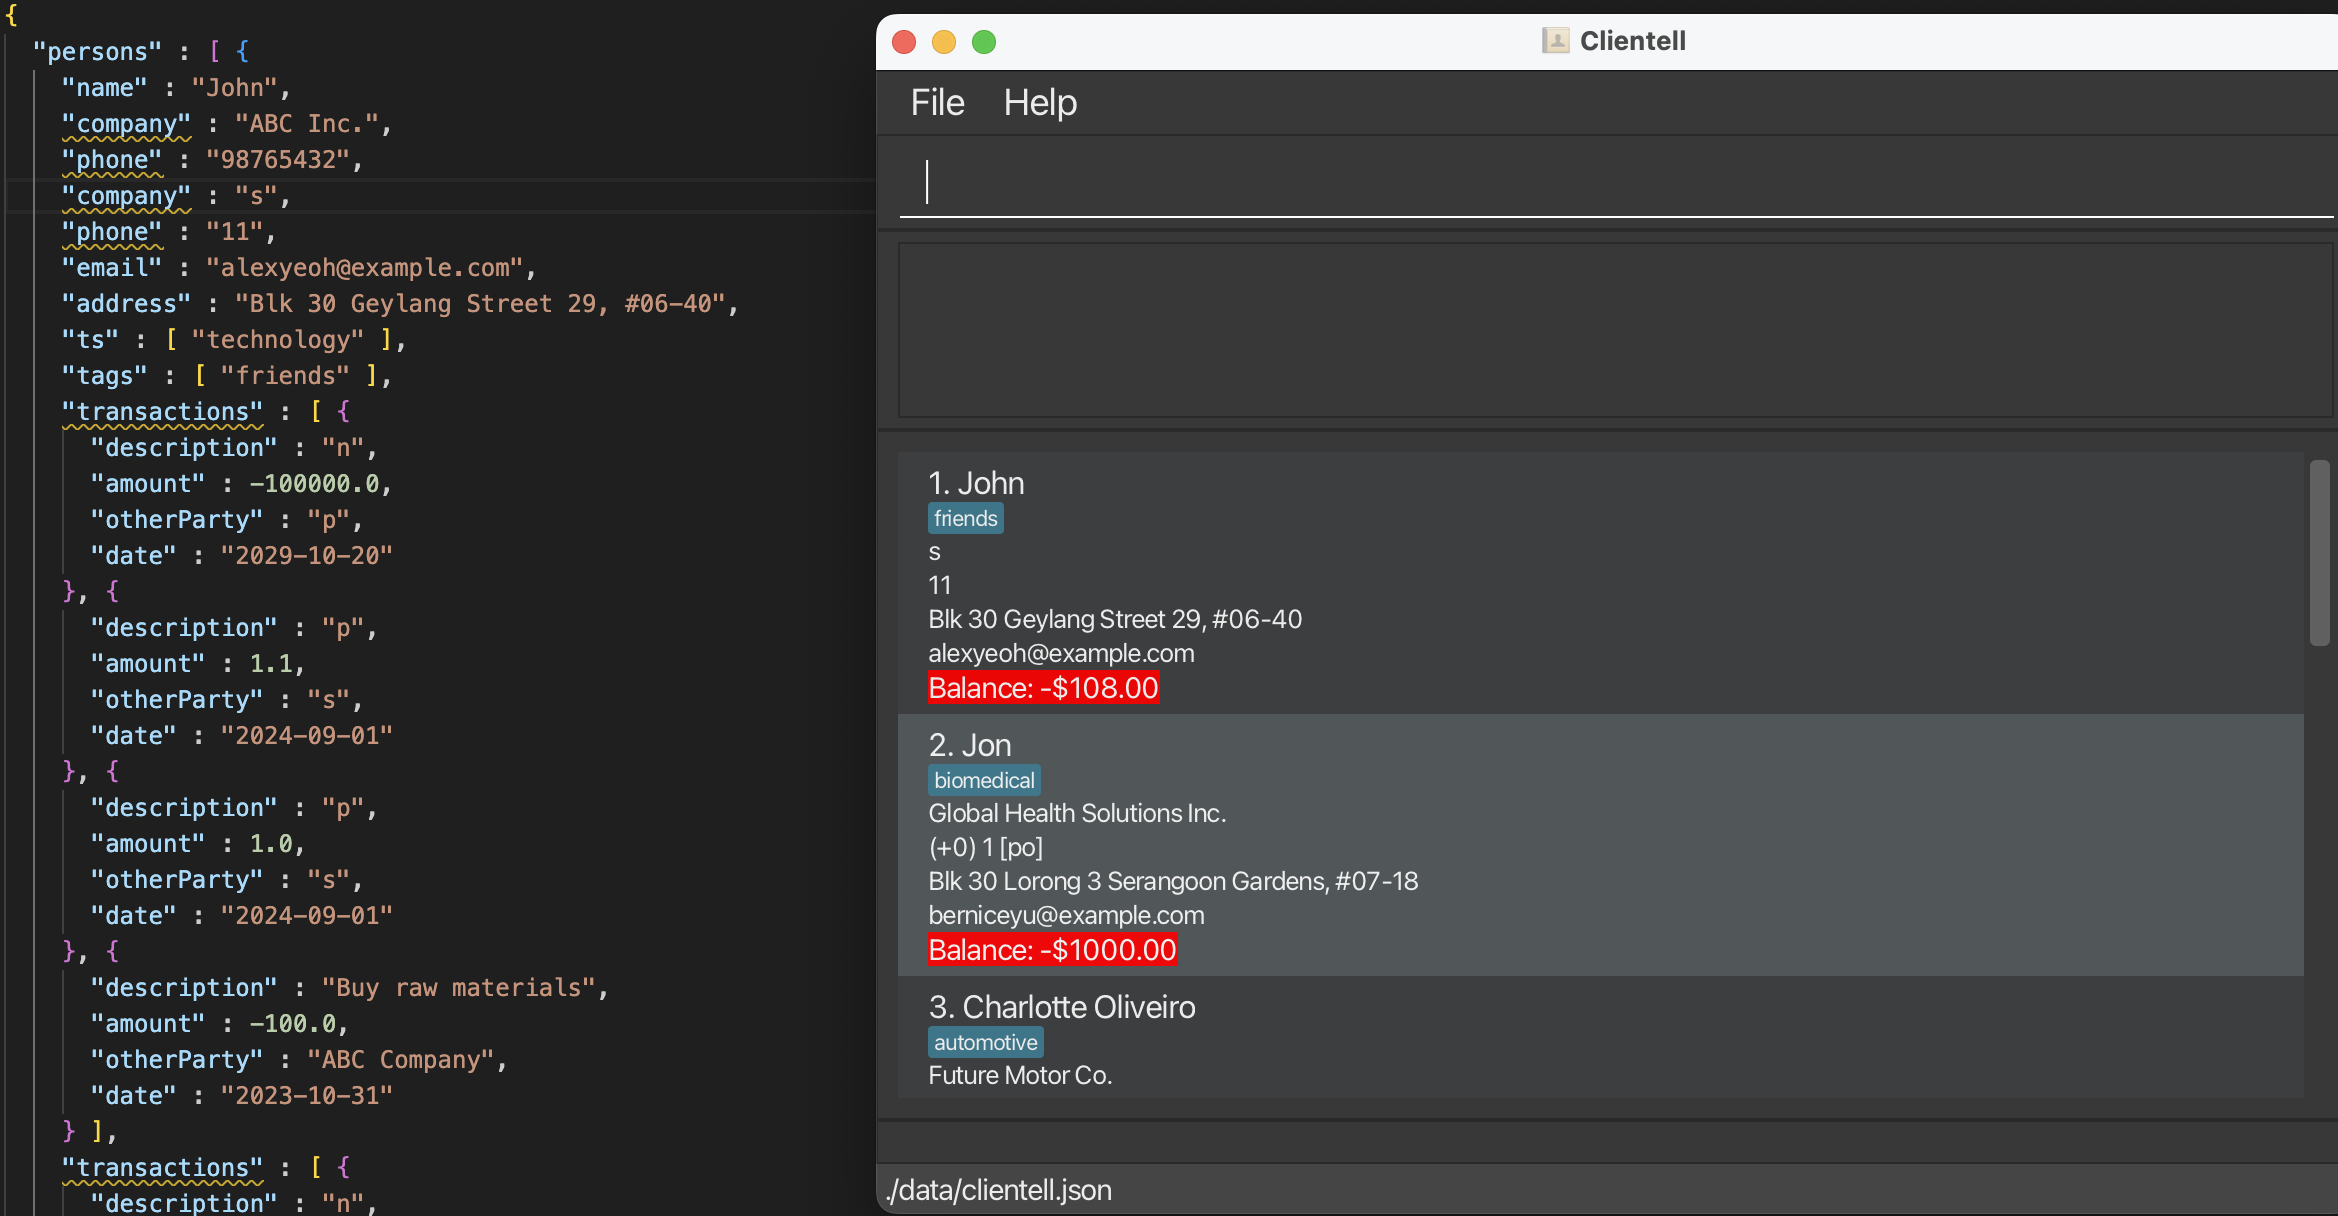 {
"persons" : [ {
"name" : "John",
"company" : "ABC Inc.",
"phone" : "98765432",
"company" : "s",
"phone" : "11",
"email" : "alexyeoh@example.com",
"address" : "Blk 30 Geylang Street 29, #06-40",
"ts" : [ "technology" ],
"tags" : [ "friends" ],
"transactions" : [ {
"description" : "n",
"amount" : -100000.0,
"otherParty" : "p",
"date" : "2029-10-20"
}, {
"description" : "p",
"amount" : 1.1,
"otherParty" : "s",
"date" : "2024-09-01"
}, {
"description" : "p",
"amount" : 1.0,
"otherParty" : "s",
"date" : "2024-09-01"
}, {
"description" : "Buy raw materials",
"amount" : -100.0,
"otherParty" : "ABC Company",
"date" : "2023-10-31"
} ],
"transactions" : [ {
"description" : "n",
Clientell
File Help
1. John
friends
s
11
Blk 30 Geylang Street 29, #06-40
alexyeoh@example.com
Balance: -$108.00
2. Jon
biomedical
Global Health Solutions Inc.
(+0) 1 [po]
Blk 30 Lorong 3 Serangoon Gardens, #07-18
berniceyu@example.com
Balance: -$1000.00
3. Charlotte Oliveiro
automotive
Future Motor Co.
./data/clientell.json